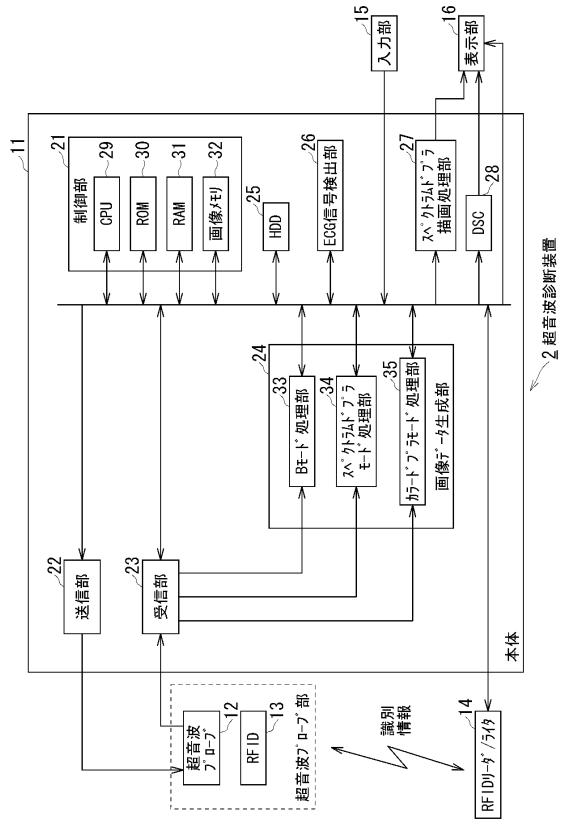 11
本体
21
制御部
29
CPU
30
ROM
31
RAM
32
画像メモリ
25
HDD
26
ECG信号検出部
27
スペクトラムドプラ
描画処理部
28
DSC
15
入力部
16
表示部
22
送信部
23
受信部
24
33
Bモード処理部
34
スペクトラムドプラ
モード処理部
35
カラードプラモード処理部
画像データ生成部
超音波
プローブ
12
RFID
13
超音波プローブ部
識別
情報
14
RFIDリーダ/ライタ
2 超音波診断装置